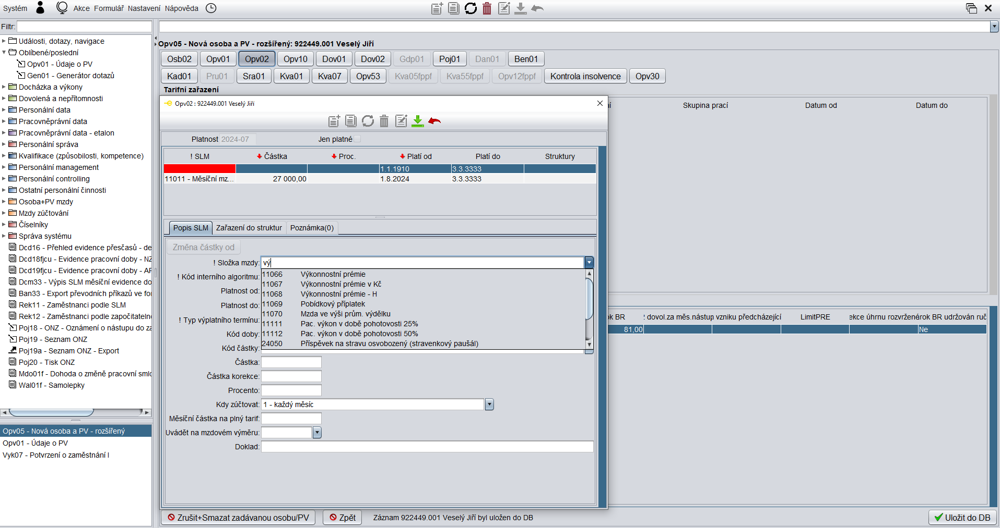 Systém Akce Formulář Nastavení Nápověda
Filtr:
Události, dotazy, navigace
Oblíbené/poslední
Opv01 - Údaje o PV
Gen01 - Generátor dotazů
Docházka a výkony
Dovolená a nepřítomnosti
Personální data
Pracovněprávní data
Pracovněprávní data - etalon
Personální správa
Kvalifikace (způsobilosti, kompetence)
Personální management
Personální controlling
Ostatní personální činnosti
Osoba+PV mzdy
Mzdy zúčtování
Číselníky
Správa systému
Dcd16 - Přehled evidence přesčasů - de
Dcd18fjcu - Evidence pracovní doby - NZ
Dcd19fjcu - Evidence pracovní doby - AF
Dcm33 - Výpis SLM měsíční evidence do
Ban33 - Export převodních příkazů ve for
Rek11 - Zaměstnanci podle SLM
Rek12 - Zaměstnanci podle započitateln
Poj18 - ONZ - Oznámení o nástupu do za
Poj19 - Seznam ONZ
Poj19a - Seznam ONZ - Export
Poj20 - Tisk ONZ
Mdo01f - Dohoda o změně pracovní smlo
Wal01f - Samolepky
Opv05 - Nová osoba a PV - rozšířený
Opv01 - Údaje o PV
Vyk07 - Potvrzení o zaměstnání I
Opv05 - Nová osoba a PV - rozšířený: 922449.001 Veselý Jiří
Osb02 Opv01 Opv02 Opv10 Dov01 Dov02 Gdp01 Poj01 Dan01 Ben01
Kad01 Pru01 Sra01 Kva01 Kva07 Opv53 Kva05fppf Kva55fppf Opv12fppf Kontrola insolvence Opv30
Tarifní zařazení
Opv02 : 922449.001 Veselý Jiří
Platnost 2024-07 Jen platné
! SLM Částka Proc. Platí od Platí do Struktury
1.1.1910 3.3.3333
11011 - Měsíční mz... 27 000,00 1.8.2024 3.3.3333
Popis SLM Zařazení do struktur Poznámka(0)
Změna částky od
! Složka mzdy: vý
! Kód interního algoritmu:
Platnost od:
Platnost do:
! Typ výplatního termínu:
Kód doby:
Kód částky:
11066 Výkonnostní prémie
11067 Výkonnostní prémie v Kč
11068 Výkonnostní prémie - H
11069 Pobídkový příplatek
11070 Mzda ve výši prům. výdělku
11111 Pac. výkon v době pohotovosti 25%
11112 Pac. výkon v době pohotovosti 50%
24050 Příspěvek na stravu osvobozený (stravenkový paušál)
Částka:
Částka korekce:
Procento:
Kdy zúčtovat: 1 - každý měsíc
Měsíční částka na plný tarif:
Uvádět na mzdovém výměru:
Doklad:
ní Skupina prací Datum od Datum do
ok BR dovol.za měs.nástup vzniku předcházející LimitPRE ekce úhrnu rozvržené rok BR udržován ruč
81,00 Ne
Zrušit+Smazat zadávanou osobu/PV Zpět Záznam 922449.001 Veselý Jiří byl uložen do DB Uložit do DB